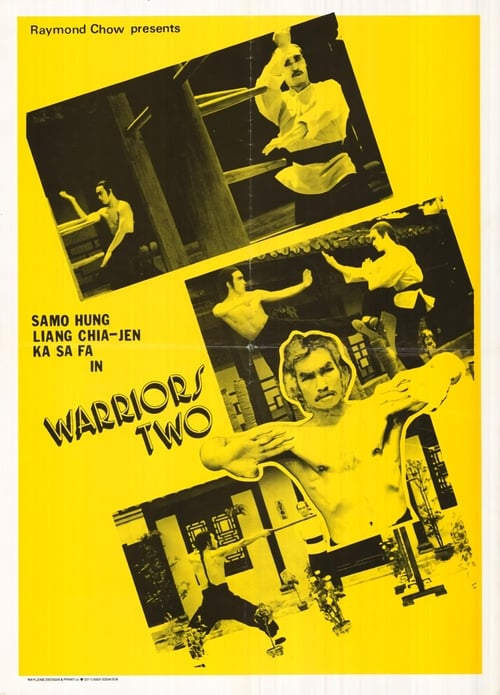 Raymond Chow presents
SAMO HUNG
LIANG CHIA-JEN
KA SA FA
IN
WARRIORS
TWO